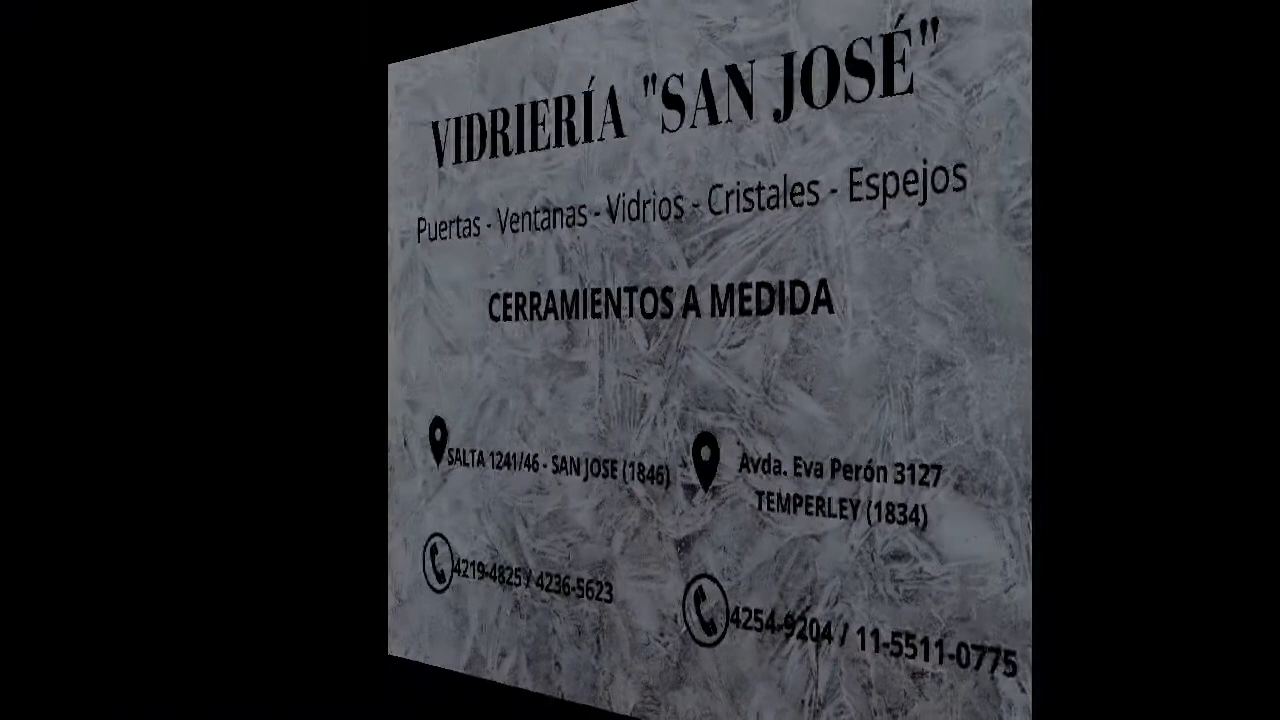 VIDRIERÍA "SAN JOSÉ"
Puertas - Ventanas - Vidrios - Cristales - Espejos
CERRAMIENTOS A MEDIDA
SALTA 1241/46 - SAN JOSE (1846)
Avda. Eva Perón 3127
TEMPERLEY (1834)
4219-4825 / 4236-5623
4254-9204 / 11-5511-0775